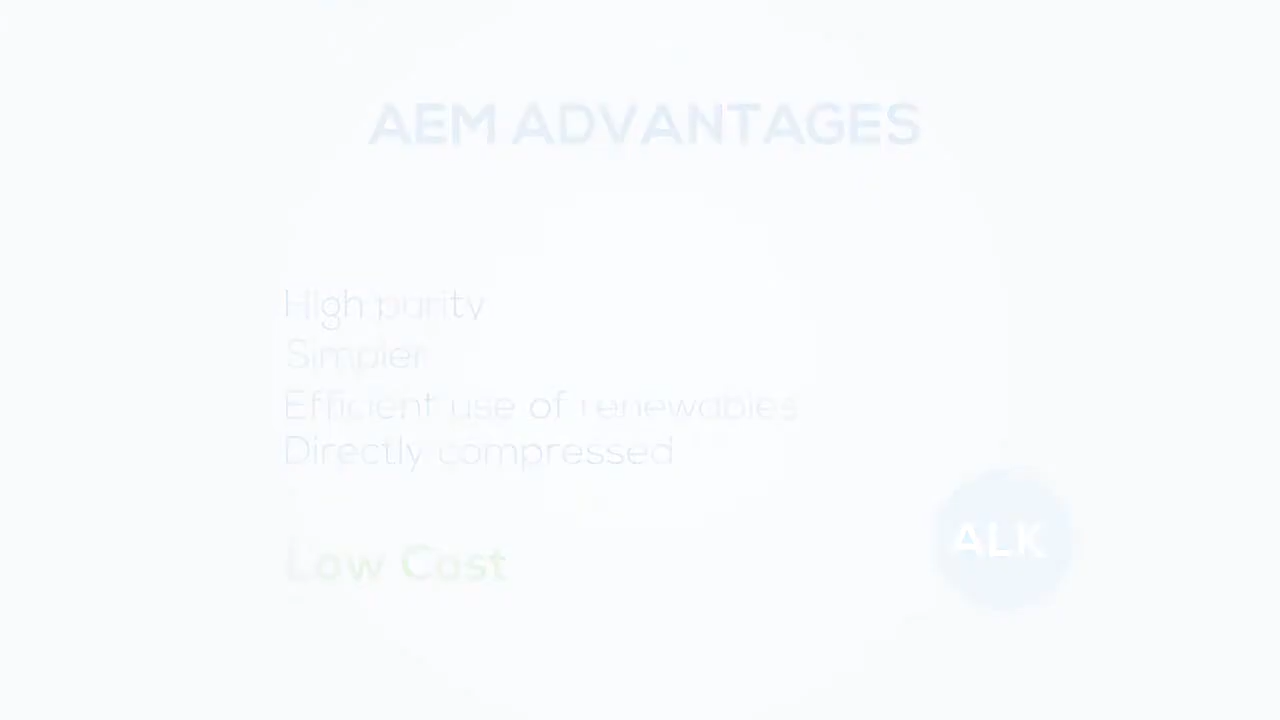 AEM ADVANTAGES
High purity
Simpler
Efficient use of renewables
Directly compressed
Low Cost
ALK